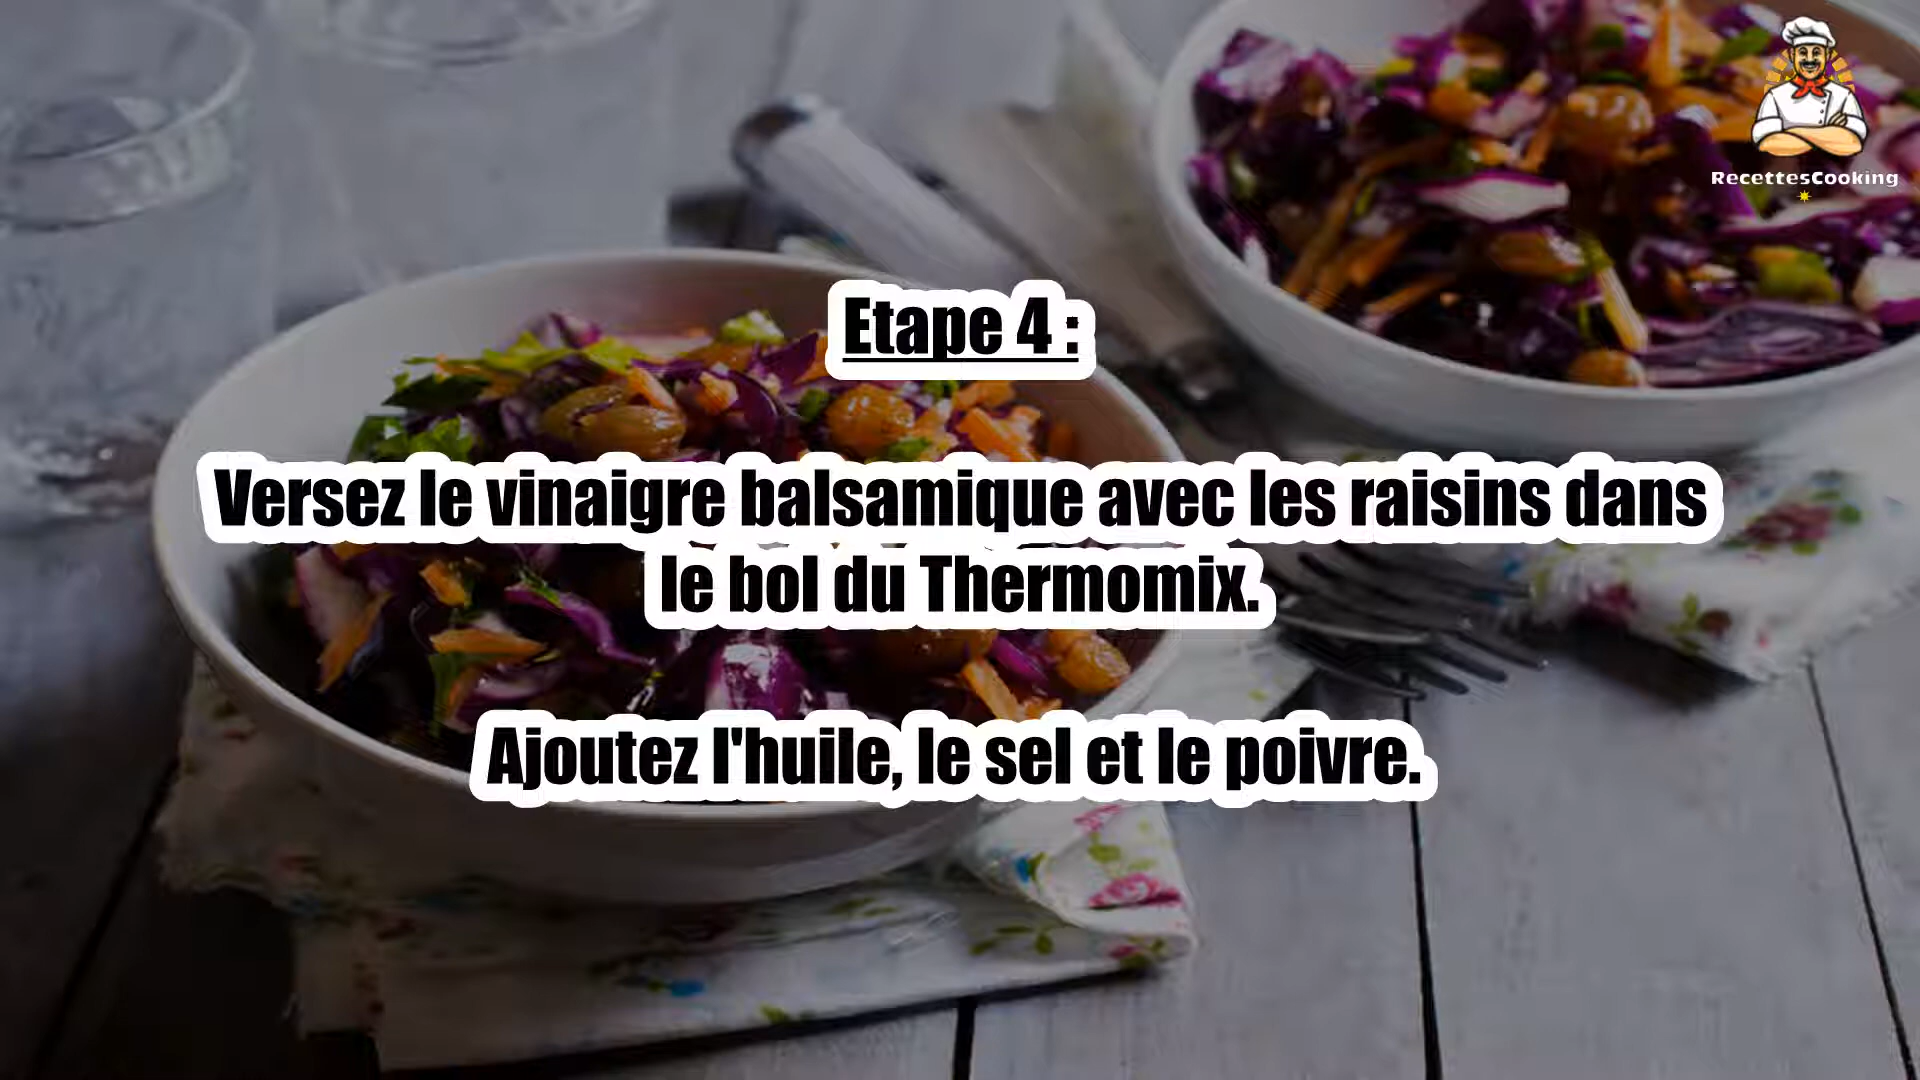 RecettesCooking
Etape 4 :
Versez le vinaigre balsamique avec les raisins dans
le bol du Thermomix.
Ajoutez l'huile, le sel et le poivre.